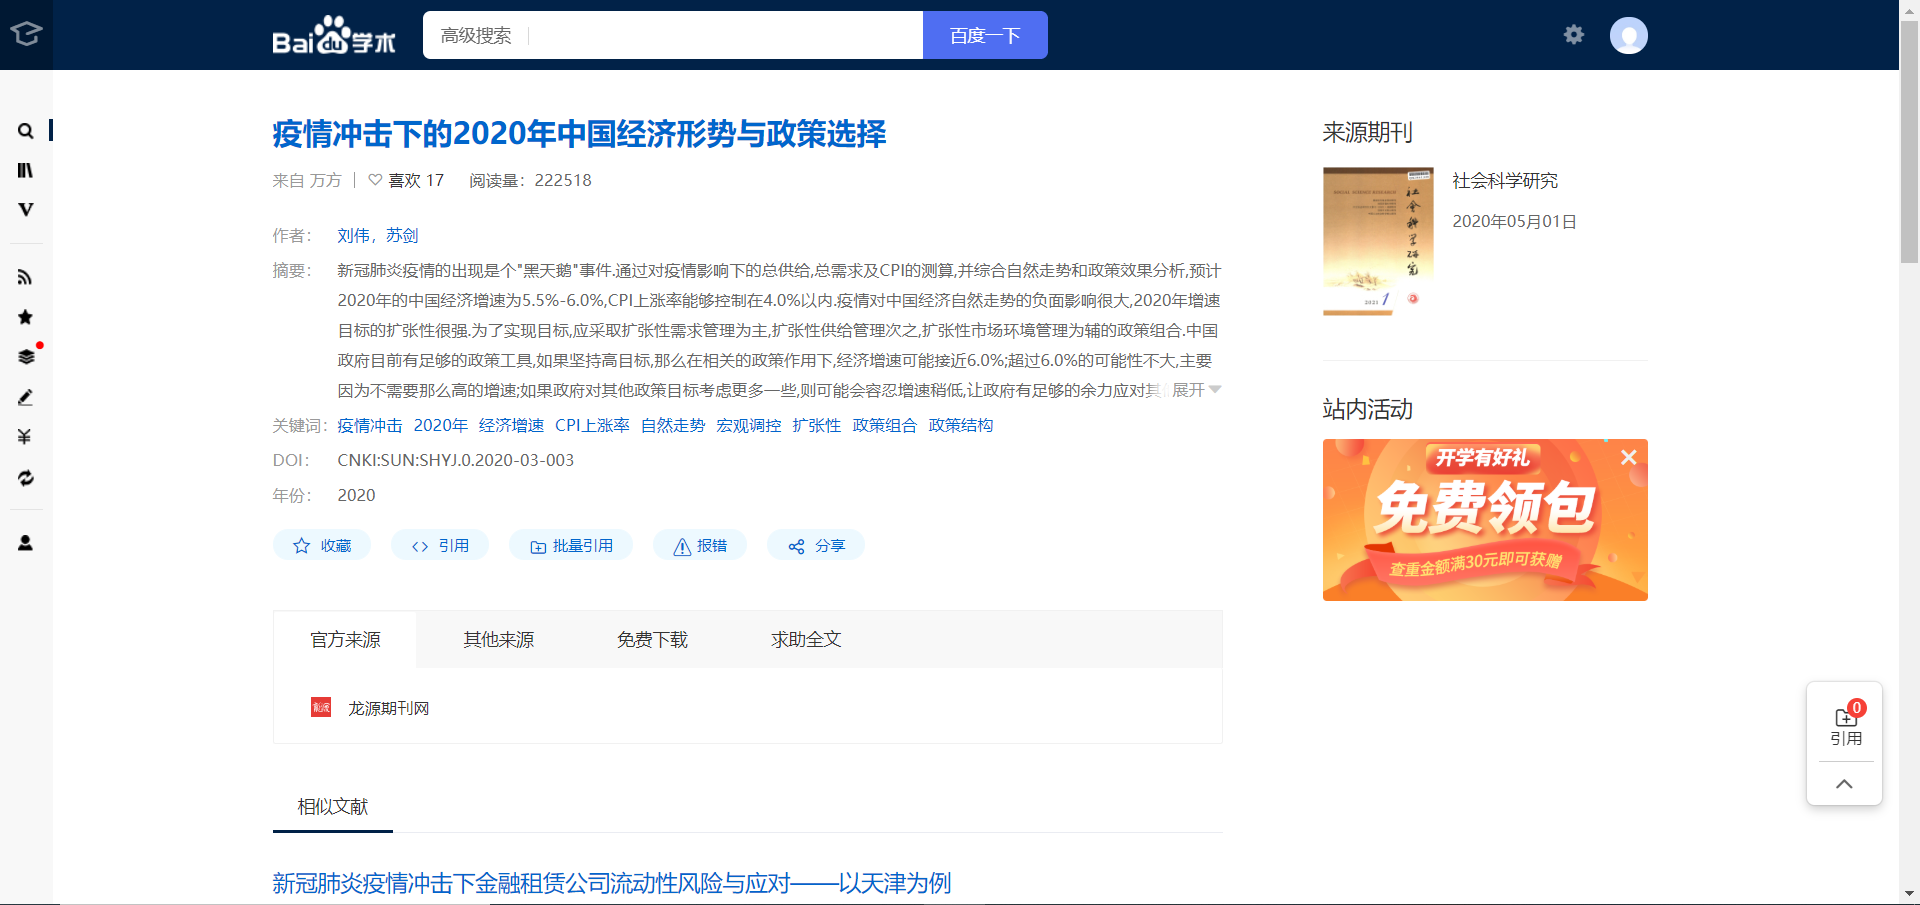 Baidu学术
高级搜索
百度一下
疫情冲击下的2020年中国经济形势与政策选择
来自 万方
喜欢 17
阅读量：222518
作者：
刘伟，苏剑
摘要：
新冠肺炎疫情的出现是个"黑天鹅"事件.通过对疫情影响下的总供给,总需求及CPI的测算,并综合自然走势和政策效果分析,预计
2020年的中国经济增速为5.5%-6.0%,CPI上涨率能够控制在4.0%以内.疫情对中国经济自然走势的负面影响很大,2020年增速
目标的扩张性很强.为了实现目标,应采取扩张性需求管理为主,扩张性供给管理次之,扩张性市场环境管理为辅的政策组合.中国
政府目前有足够的政策工具,如果坚持高目标,那么在相关的政策作用下,经济增速可能接近6.0%;超过6.0%的可能性不大,主要
因为不需要那么高的增速;如果政府对其他政策目标考虑更多一些,则可能会容忍增速稍低,让政府有足够的余力应对其
展开
关键词：
疫情冲击 2020年 经济增速 CPI上涨率 自然走势 宏观调控 扩张性 政策组合 政策结构
DOI：
CNKI:SUN:SHYJ.0.2020-03-003
年份：
2020
收藏
引用
批量引用
报错
分享
官方来源
其他来源
免费下载
求助全文
龙源期刊网
相似文献
新冠肺炎疫情冲击下金融租赁公司流动性风险与应对——以天津为例
来源期刊
社会科学研究
2021 1
社会科学研究
2020年05月01日
站内活动
开学有好礼
免费领包
查重金额满30元即可获赠
0
引用